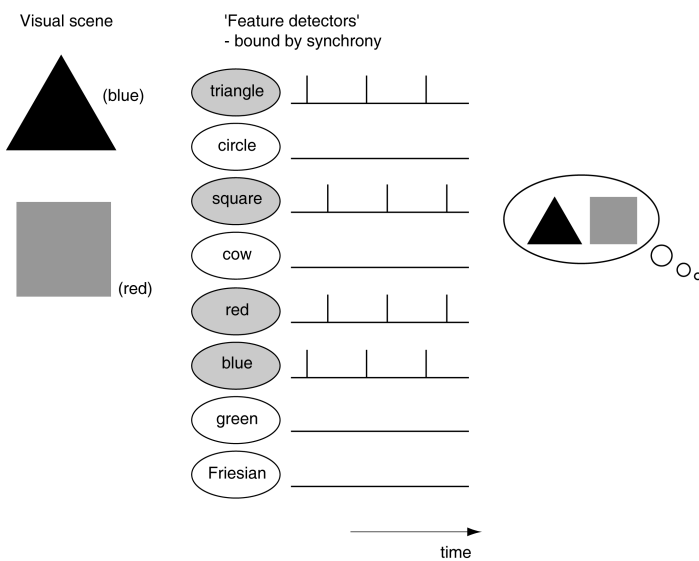 Visual scene
'Feature detectors'
- bound by synchrony
(blue)
(red)
triangle
circle
square
cow
red
blue
green
Friesian
time